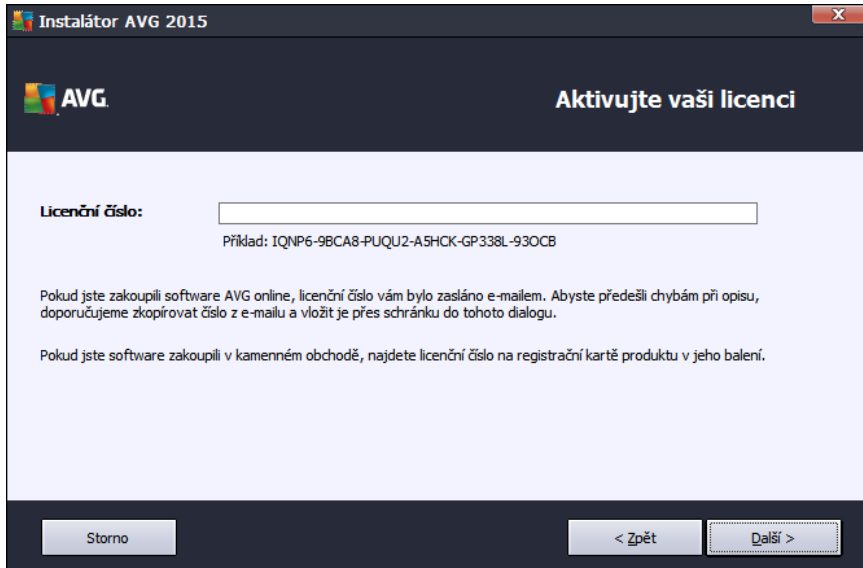 Instalátor AVG 2015
AVG.
Aktivujte vaši licenci
Licenční číslo:
Příklad: IQNP6-9BCA8-PUQU2-A5HCK-GP338L-93OCB
Pokud jste zakoupili software AVG online, licenční číslo vám bylo zasláno e-mailem. Abyste předešli chybám při opisu,
doporučujeme zkopírovat číslo z e-mailu a vložit je přes schránku do tohoto dialogu.
Pokud jste software zakoupili v kamenném obchodě, najdete licenční číslo na registrační kartě produktu v jeho balení.
Storno
< Zpět
Další >